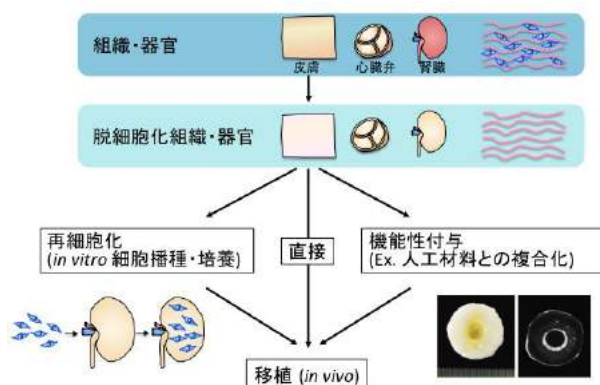 組織・器官
皮膚
心臓弁
腎臓
脱細胞化組織・器官
再細胞化
(in vitro 細胞播種・培養)
直接
機能性付与
(Ex. 人工材料との複合化)
移植 (in vivo)